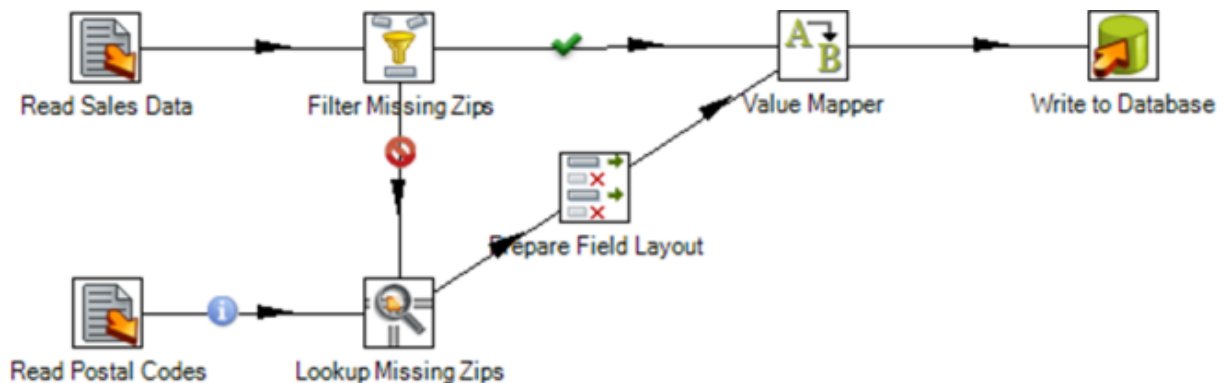 Read Sales Data
Filter Missing Zips
A
B
Value Mapper
Write to Database
Prepare Field Layout
Read Postal Codes
i
Lookup Missing Zips